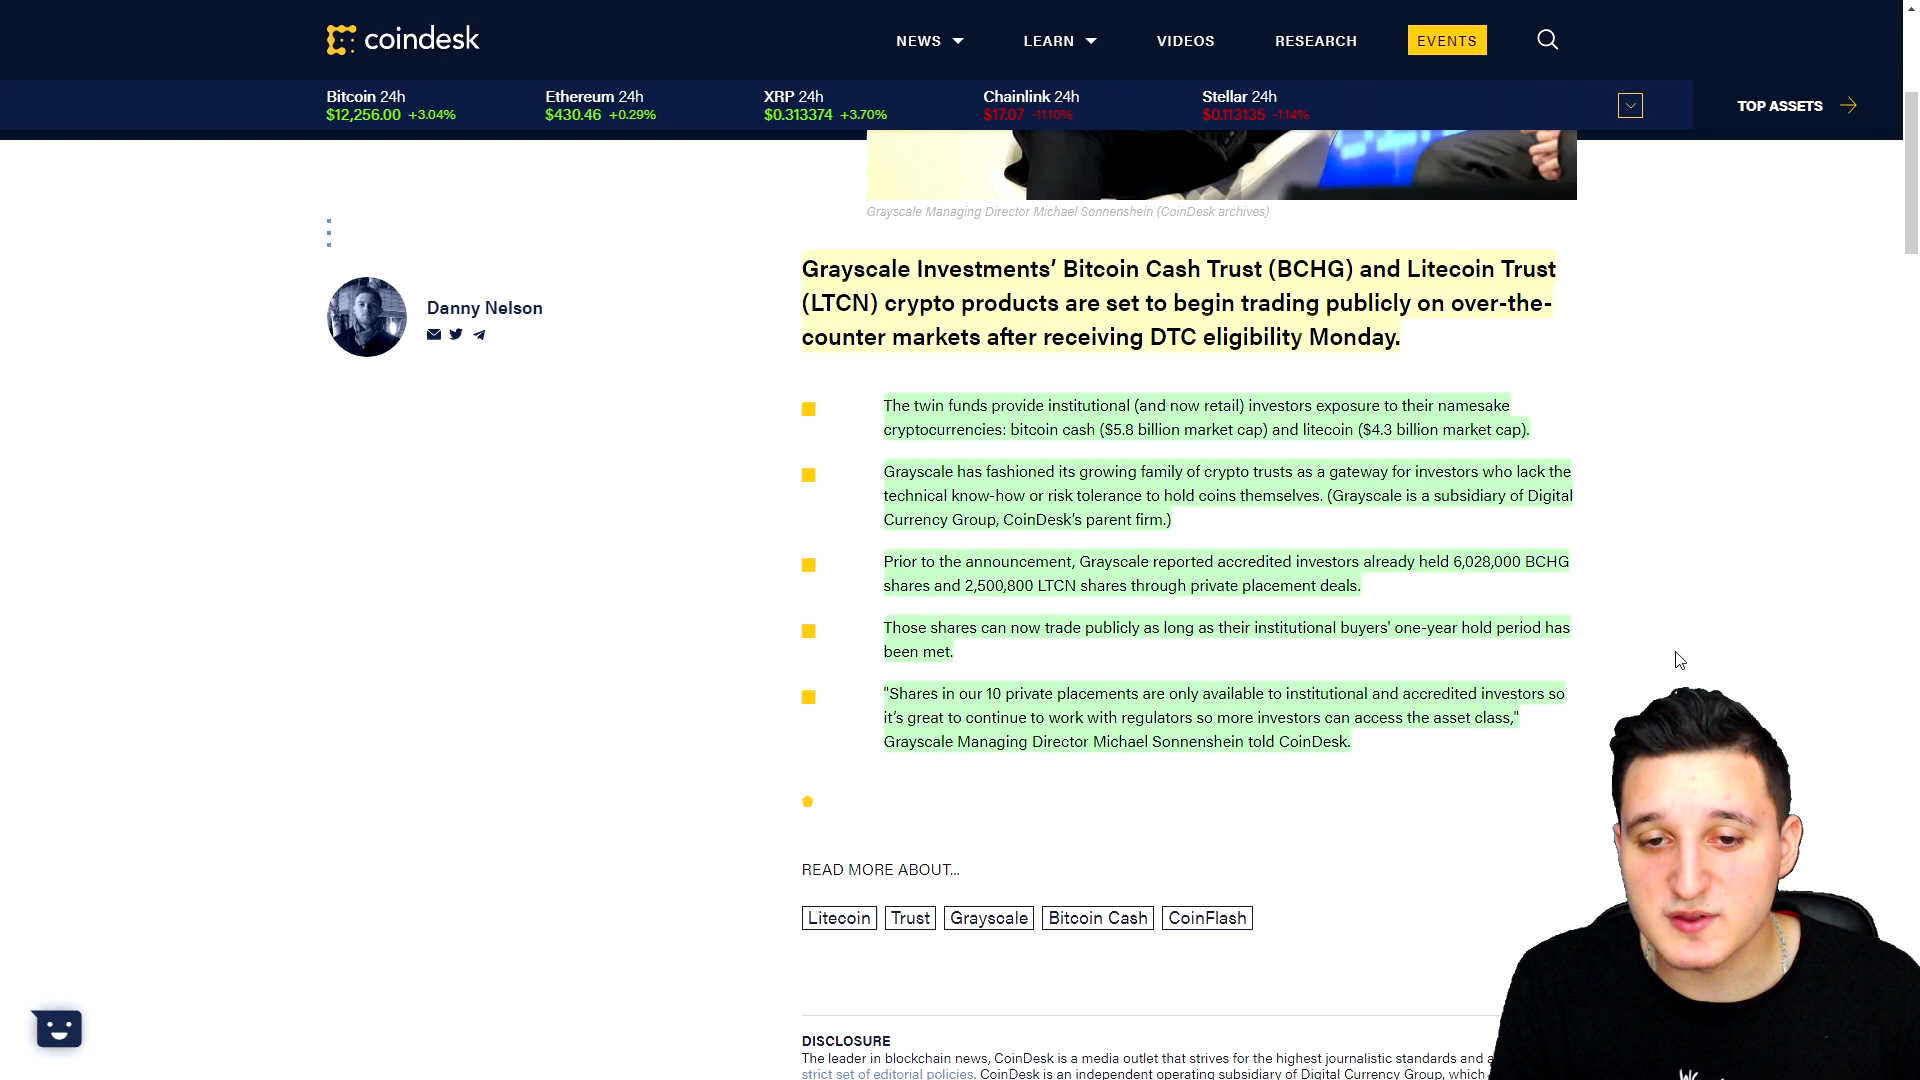 coindesk
NEWS
LEARN
VIDEOS
RESEARCH
EVENTS
Bitcoin 24h
$12,256.00 +3.04%
Ethereum 24h
$430.46 +0.29%
XRP 24h
$0.313374 +3.70%
Chainlink 24h
$17.07 -11.10%
Stellar 24h
$0.113135 -1.14%
TOP ASSETS
Grayscale Managing Director Michael Sonnenshein (CoinDesk archives)
Danny Nelson
Grayscale Investments’ Bitcoin Cash Trust (BCHG) and Litecoin Trust
(LTCN) crypto products are set to begin trading publicly on over-the-
counter markets after receiving DTC eligibility Monday.
The twin funds provide institutional (and now retail) investors exposure to their namesake
cryptocurrencies: bitcoin cash ($5.8 billion market cap) and litecoin ($4.3 billion market cap).
Grayscale has fashioned its growing family of crypto trusts as a gateway for investors who lack the
technical know-how or risk tolerance to hold coins themselves. (Grayscale is a subsidiary of Digital
Currency Group, CoinDesk’s parent firm.)
Prior to the announcement, Grayscale reported accredited investors already held 6,028,000 BCHG
shares and 2,500,800 LTCN shares through private placement deals.
Those shares can now trade publicly as long as their institutional buyers' one-year hold period has
been met.
"Shares in our 10 private placements are only available to institutional and accredited investors so
it’s great to continue to work with regulators so more investors can access the asset class,"
Grayscale Managing Director Michael Sonnenshein told CoinDesk.
READ MORE ABOUT...
Litecoin
Trust
Grayscale
Bitcoin Cash
CoinFlash
DISCLOSURE
The leader in blockchain news, CoinDesk is a media outlet that strives for the highest journalistic standards and
strict set of editorial policies. CoinDesk is an independent operating subsidiary of Digital Currency Group, which